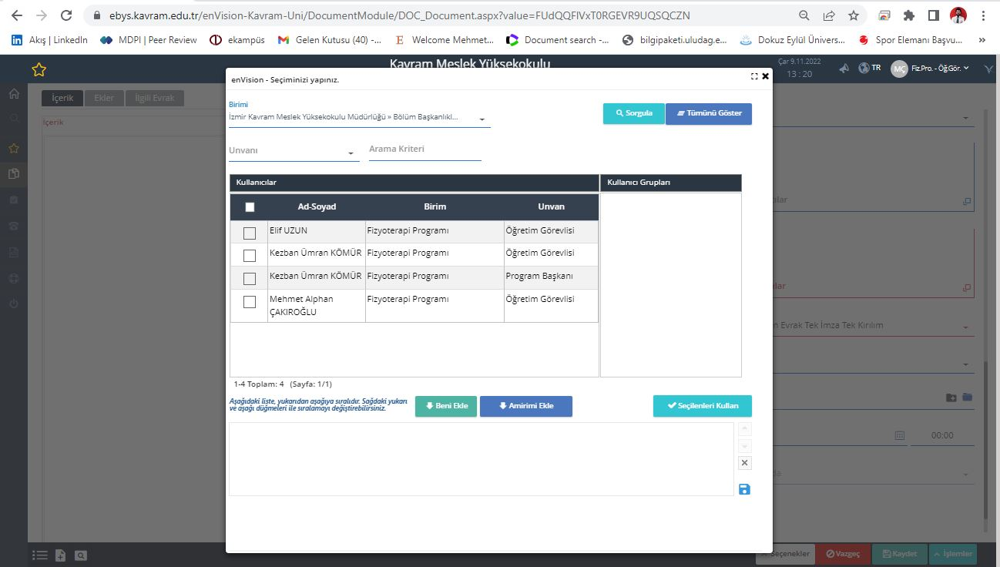 ebys.kavram.edu.tr/enVision-Kavram-Uni/DocumentModule/DOC_Document.aspx?value=FUdQQFlVxT0RGEVR9UQSQCZN
Akış | LinkedIn
MDPI | Peer Review
ekampüs
Gelen Kutusu (40) -...
Welcome Mehmet...
Document search -...
bilgipaketi.uludag.e...
Dokuz Eylül Ünivers...
Spor Elemanı Başvu...
»
Kavram Meslek Yüksekokulu
Çar 9.11.2022
13 : 20
TR
MÇ
Fiz.Pro. - Öğ.Gör.
İçerik
Ekler
İlgili Evrak
İçerik
enVision - Seçiminizi yapınız.
Birimi
İzmir Kavram Meslek Yüksekokulu Müdürlüğü » Bölüm Başkanlıkl...
Sorgula
Tümünü Göster
Unvanı
Arama Kriteri
Kullanıcılar
Kullanıcı Grupları
Ad-Soyad Birim Unvan
Elif UZUN Fizyoterapi Programı Öğretim Görevlisi
Kezban Ümran KÖMÜR Fizyoterapi Programı Öğretim Görevlisi
Kezban Ümran KÖMÜR Fizyoterapi Programı Program Başkanı
Mehmet Alphan Fizyoterapi Programı Öğretim Görevlisi
ÇAKIROĞLU
1-4 Toplam: 4 (Sayfa: 1/1)
Aşağıdaki liste, yukarıdan aşağıya sıralıdır. Sağdaki yukarı
ve aşağı düğmeleri ile sıralamayı değiştirebilirsiniz.
Beni Ekle
Amirimi Ekle
Seçilenleri Kullan
ılar
ılar
n Evrak Tek İmza Tek Kırılım
00:00
da
Seçenekler
Vazgeç
Kaydet
İşlemler